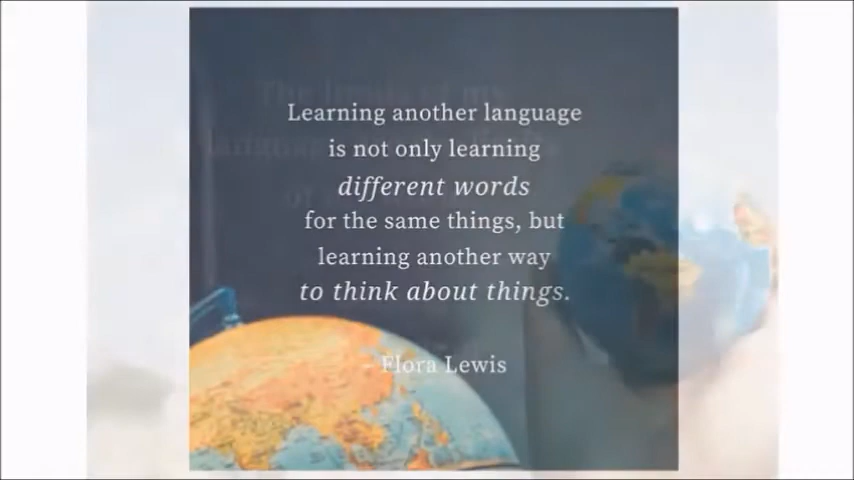 Learning another language
is not only learning
different words
for the same things, but
learning another way
to think about things.
– Flora Lewis